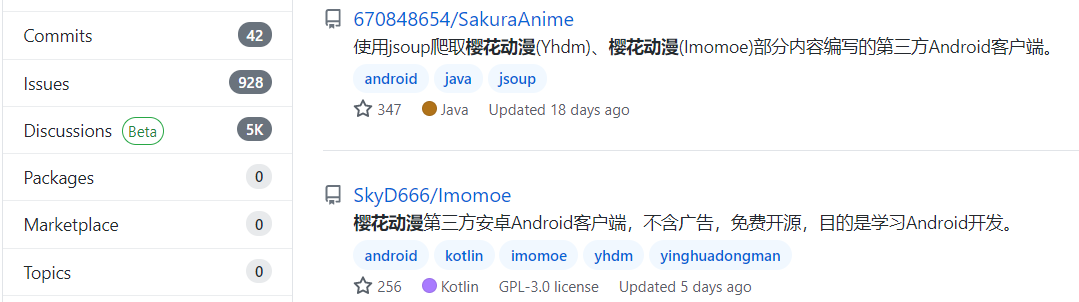 Commits 42
Issues 928
Discussions Beta 5K
Packages 0
Marketplace 0
Topics 0
670848654/SakuraAnime
使用jsoup爬取樱花动漫(Yhdm)、樱花动漫(Imomoe)部分内容编写的第三方Android客户端。
android java jsoup
347 Java Updated 18 days ago
SkyD666/Imomoe
樱花动漫第三方安卓Android客户端，不含广告，免费开源，目的是学习Android开发。
android kotlin imomoe yhdm yinghuadongman
256 Kotlin GPL-3.0 license Updated 5 days ago